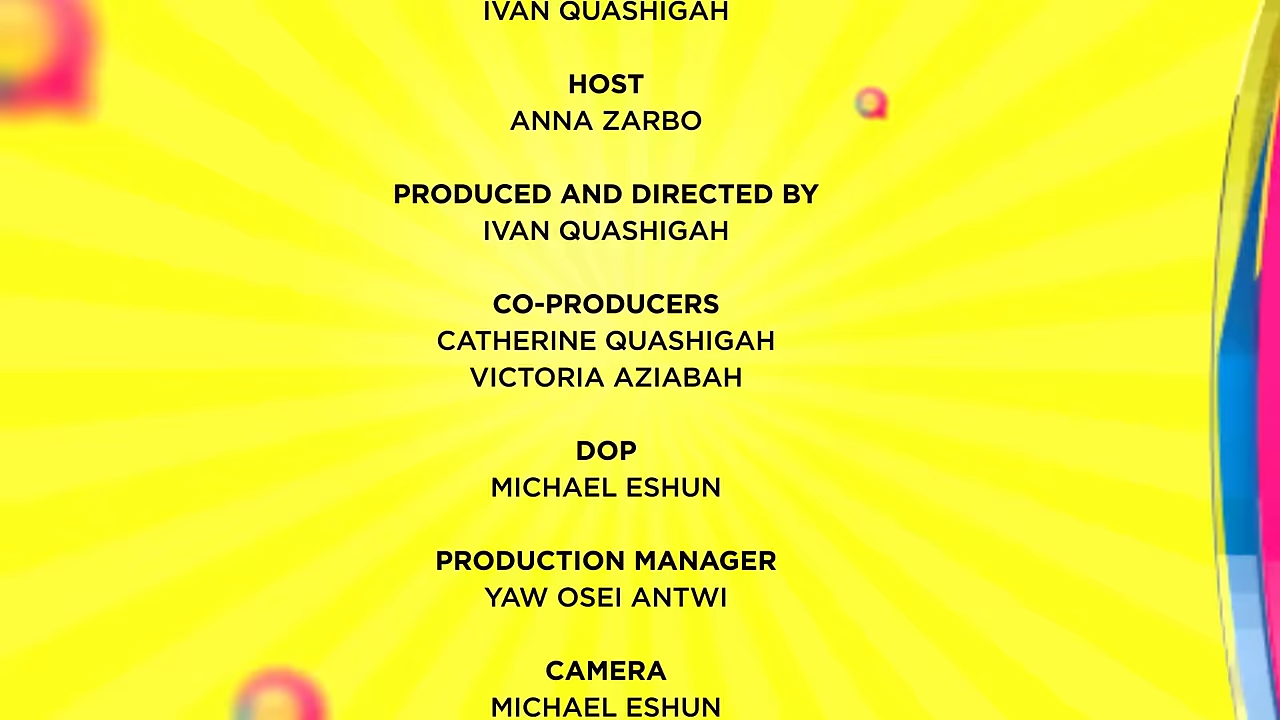 IVAN QUASHIGAH
HOST
ANNA ZARBO
PRODUCED AND DIRECTED BY
IVAN QUASHIGAH
CO-PRODUCERS
CATHERINE QUASHIGAH
VICTORIA AZIABAH
DOP
MICHAEL ESHUN
PRODUCTION MANAGER
YAW OSEI ANTWI
CAMERA
MICHAEL ESHUN